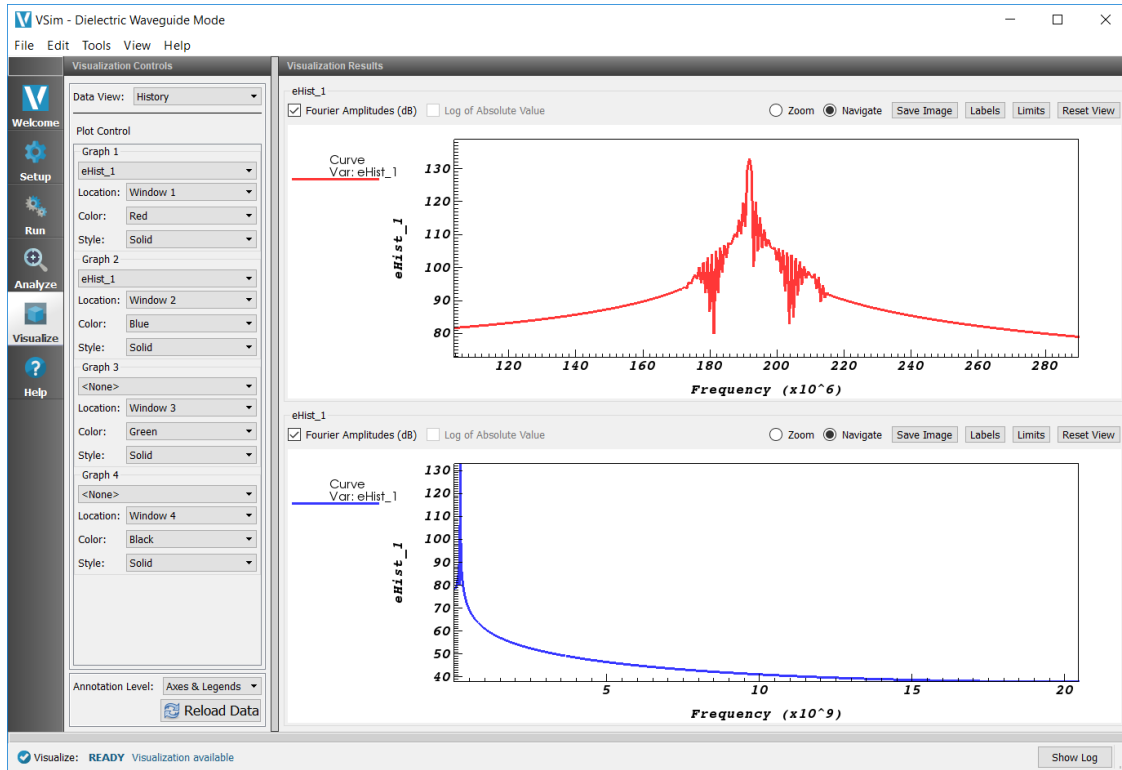 VSim - Dielectric Waveguide Mode
File Edit Tools View Help
Visualization Controls
Data View: History
Plot Control
Graph 1
eHist_1
Location: Window 1
Color: Red
Style: Solid
Graph 2
eHist_1
Location: Window 2
Color: Blue
Style: Solid
Graph 3
<None>
Location: Window 3
Color: Green
Style: Solid
Graph 4
<None>
Location: Window 4
Color: Black
Style: Solid
Annotation Level: Axes & Legends
Reload Data
Welcome
Setup
Run
Analyze
Visualize
Help
Visualization Results
eHist_1
Fourier Amplitudes (dB) Log of Absolute Value Zoom Navigate Save Image Labels Limits Reset View
Curve
Var: eHist_1
eHist_1
130
120
110
100
90
80
120 140 160 180 200 220 240 260 280
Frequency (x10^6)
eHist_1
Fourier Amplitudes (dB) Log of Absolute Value Zoom Navigate Save Image Labels Limits Reset View
Curve
Var: eHist_1
eHist_1
130
120
110
100
90
80
70
60
50
40
5 10 15 20
Frequency (x10^9)
Visualize: READY Visualization available
Show Log